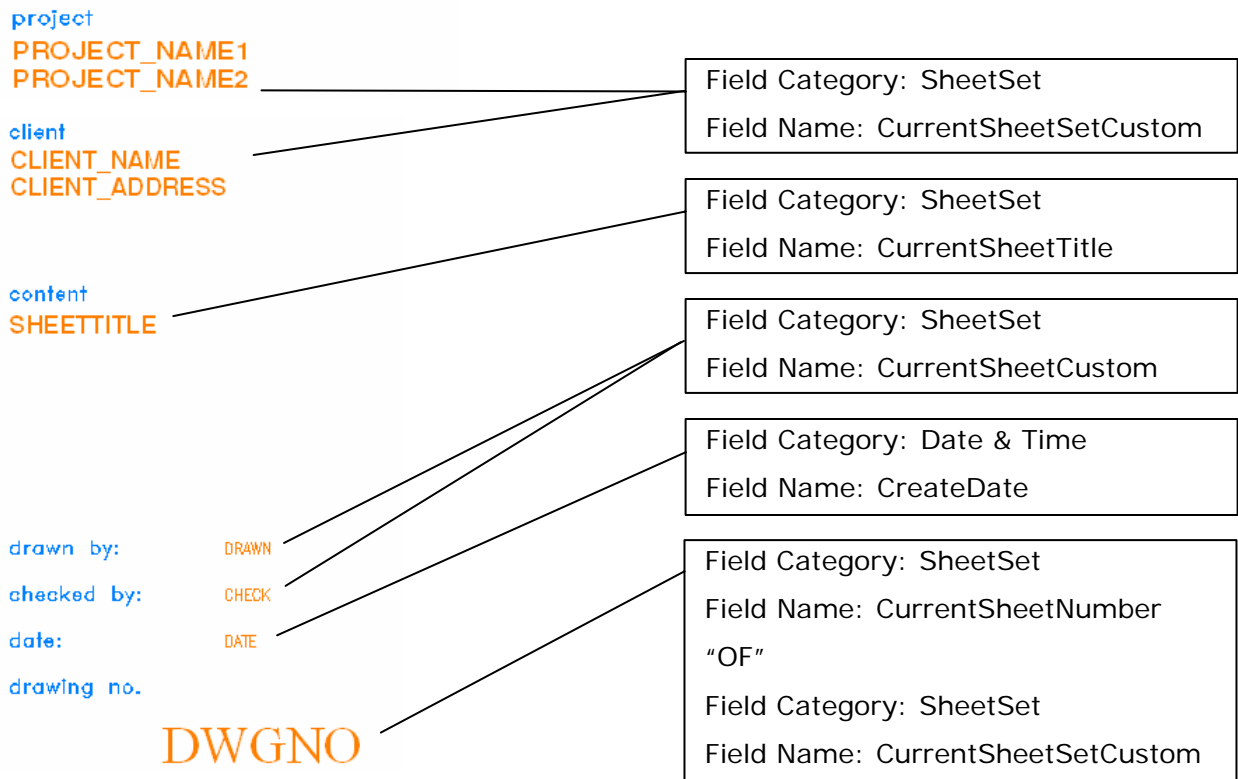 project
PROJECT_NAME1
PROJECT_NAME2
client
CLIENT_NAME
CLIENT_ADDRESS
content
SHEETTITLE
drawn by: DRAWN
checked by: CHECK
date: DATE
drawing no.
DWGNO
Field Category: SheetSet
Field Name: CurrentSheetSetCustom
Field Category: SheetSet
Field Name: CurrentSheetTitle
Field Category: SheetSet
Field Name: CurrentSheetCustom
Field Category: Date & Time
Field Name: CreateDate
Field Category: SheetSet
Field Name: CurrentSheetNumber
“OF”
Field Category: SheetSet
Field Name: CurrentSheetSetCustom